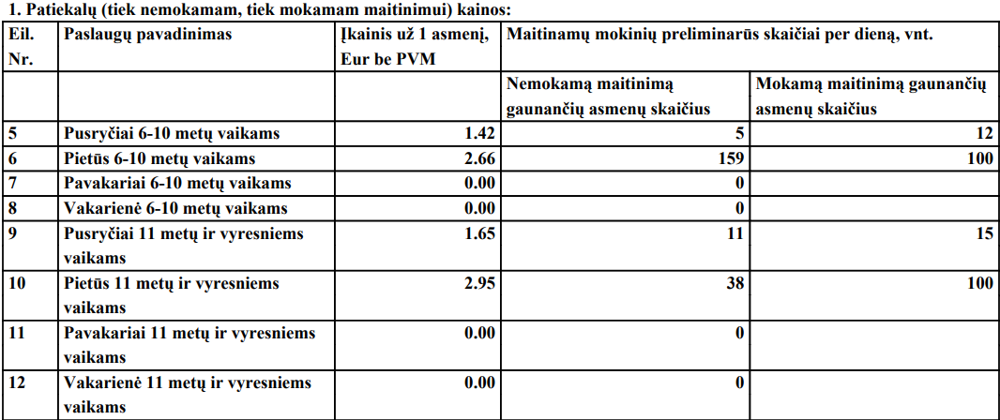 1. Patiekalų (tiek nemokamam, tiek mokamam maitinimui) kainos:
Eil. Nr. Paslaugų pavadinimas Įkainis už 1 asmenį, Eur be PVM Maitinamų mokinių preliminarūs skaičiai per dieną, vnt.
Nemokamą maitinimą gaunančių asmenų skaičius Mokamą maitinimą gaunančių asmenų skaičius
5 Pusryčiai 6-10 metų vaikams 1.42 5 12
6 Pietūs 6-10 metų vaikams 2.66 159 100
7 Pavakariai 6-10 metų vaikams 0.00 0
8 Vakarienė 6-10 metų vaikams 0.00 0
9 Pusryčiai 11 metų ir vyresniems 1.65 11 15
vaikams
10 Pietūs 11 metų ir vyresniems 2.95 38 100
vaikams
11 Pavakariai 11 metų ir vyresniems 0.00 0
vaikams
12 Vakarienė 11 metų ir vyresniems 0.00 0
vaikams